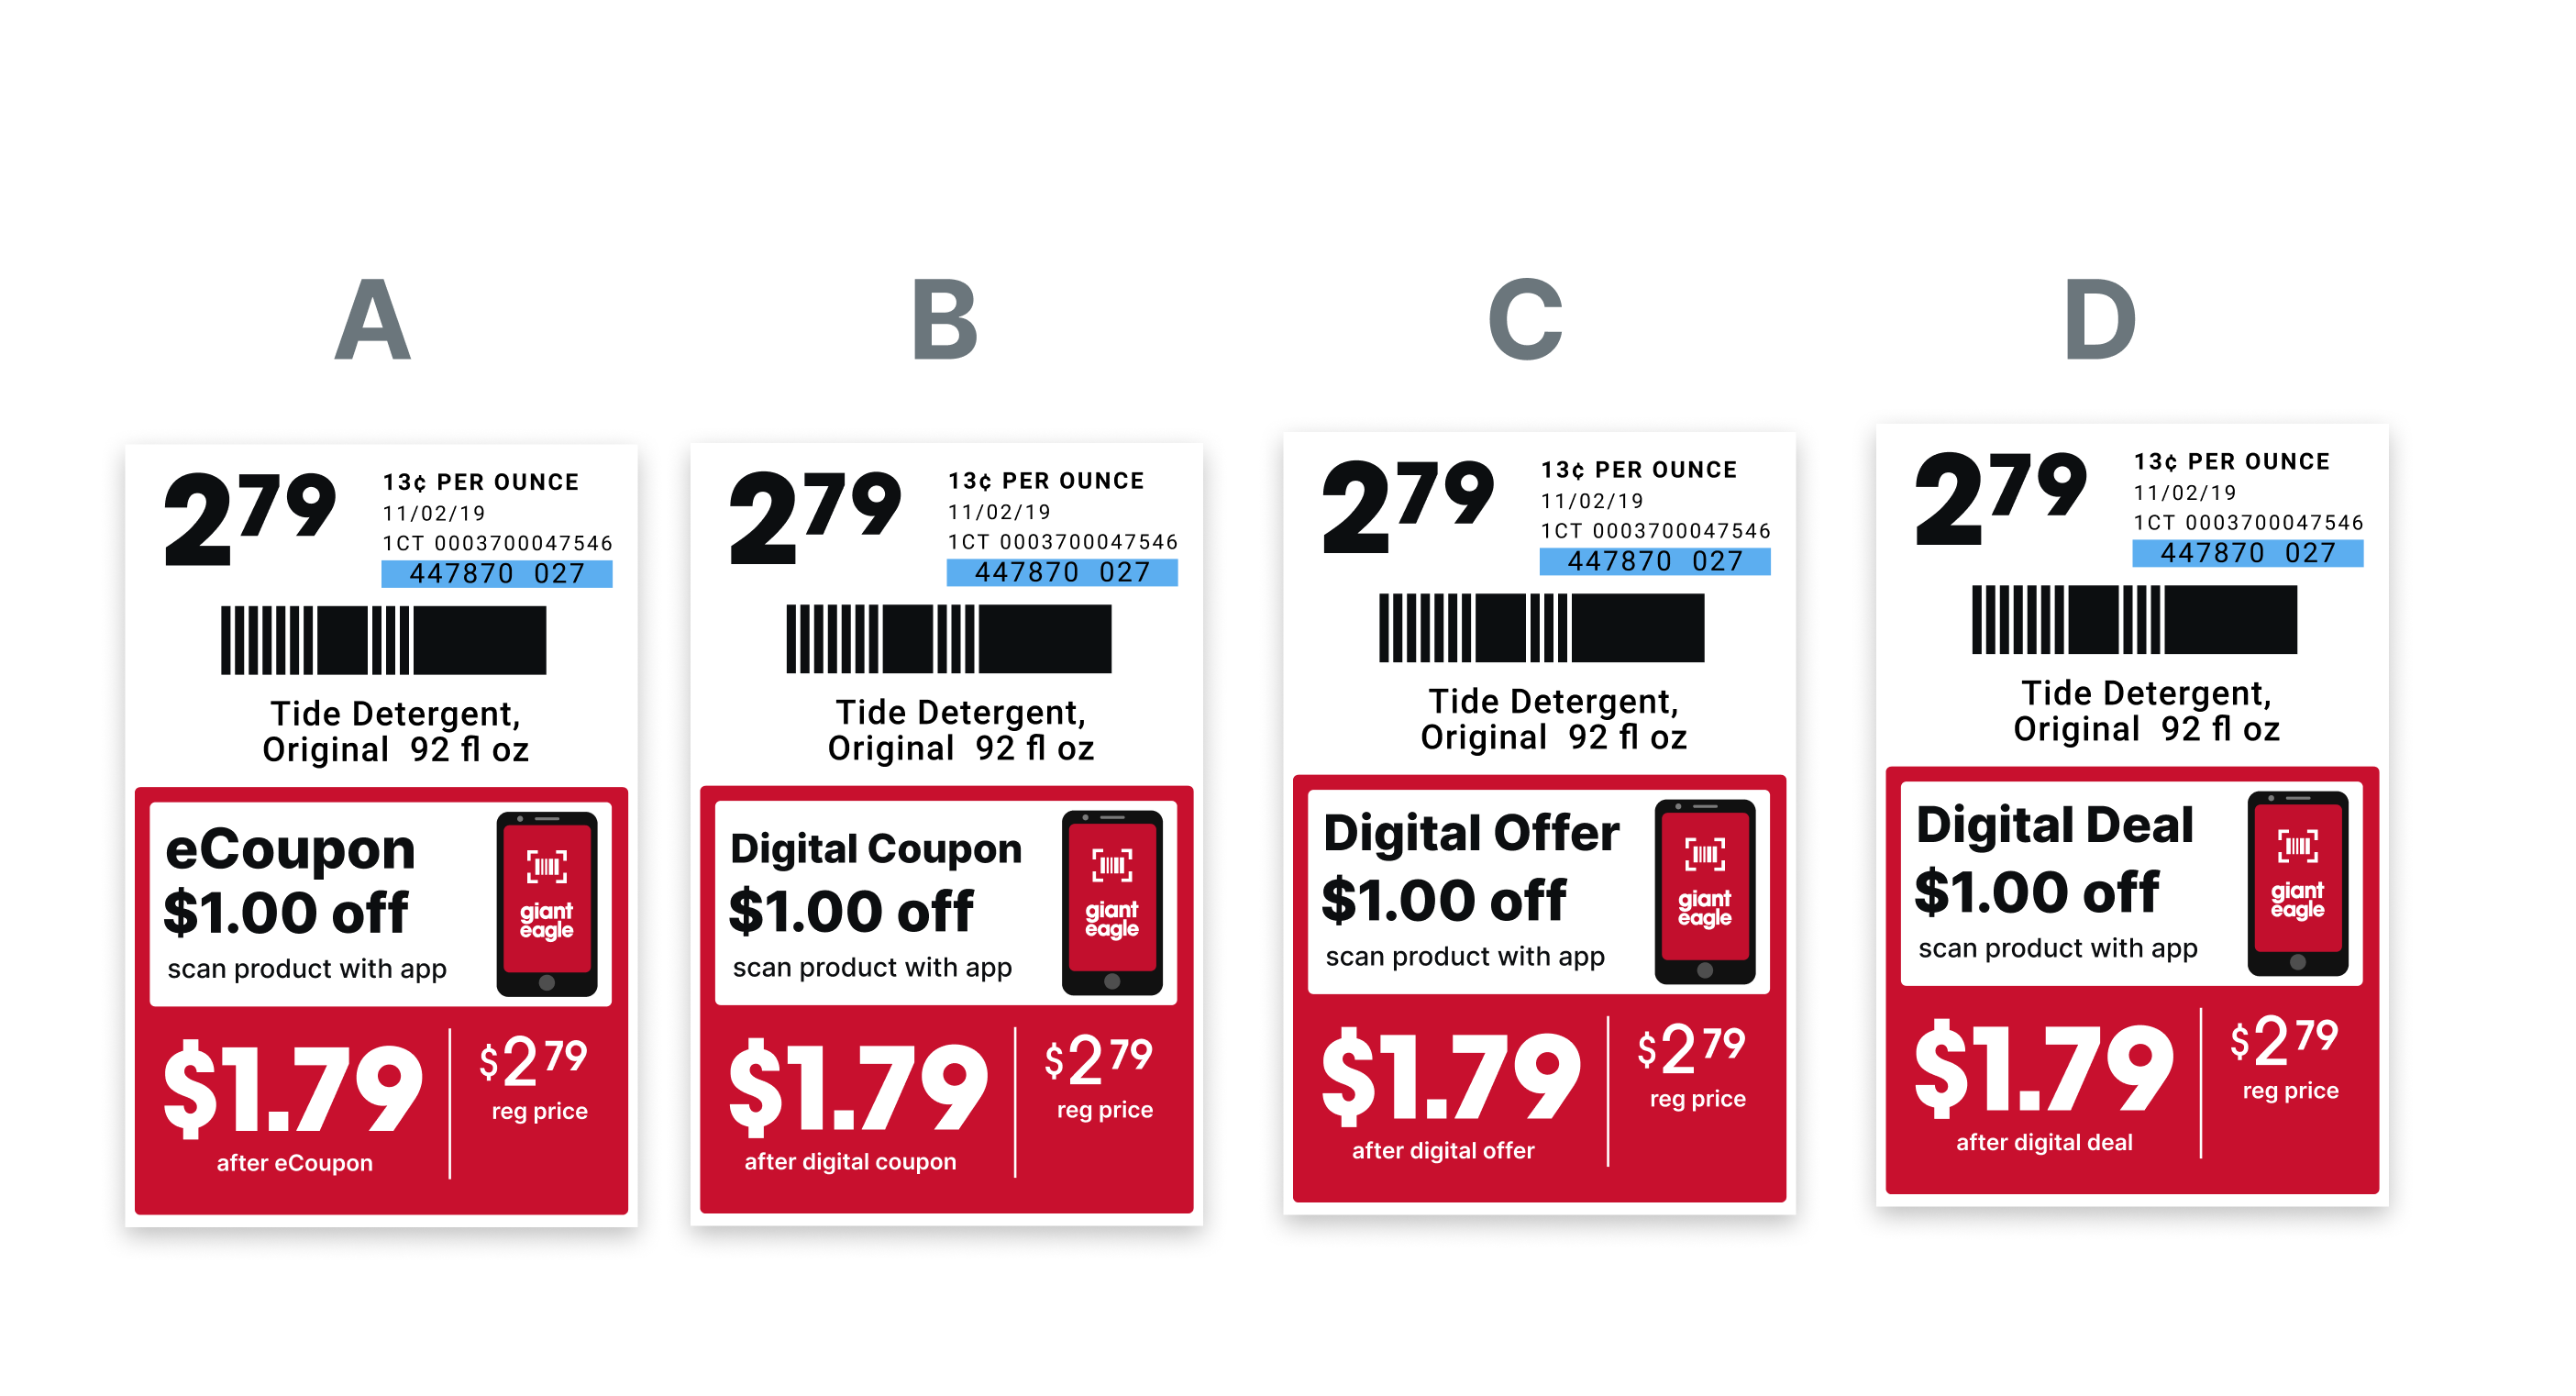 A
B
C
D
279
13¢ PER OUNCE
11/02/19
1CT 0003700047546
447870 027
Tide Detergent,
Original 92 fl oz
eCoupon
$1.00 off
scan product with app
giant
eagle
$1.79
after eCoupon
$279
reg price
279
13¢ PER OUNCE
11/02/19
1CT 0003700047546
447870 027
Tide Detergent,
Original 92 fl oz
Digital Coupon
$1.00 off
scan product with app
giant
eagle
$1.79
after digital coupon
$279
reg price
279
13¢ PER OUNCE
11/02/19
1CT 0003700047546
447870 027
Tide Detergent,
Original 92 fl oz
Digital Offer
$1.00 off
scan product with app
giant
eagle
$1.79
after digital offer
$279
reg price
279
13¢ PER OUNCE
11/02/19
1CT 0003700047546
447870 027
Tide Detergent,
Original 92 fl oz
Digital Deal
$1.00 off
scan product with app
giant
eagle
$1.79
after digital deal
$279
reg price